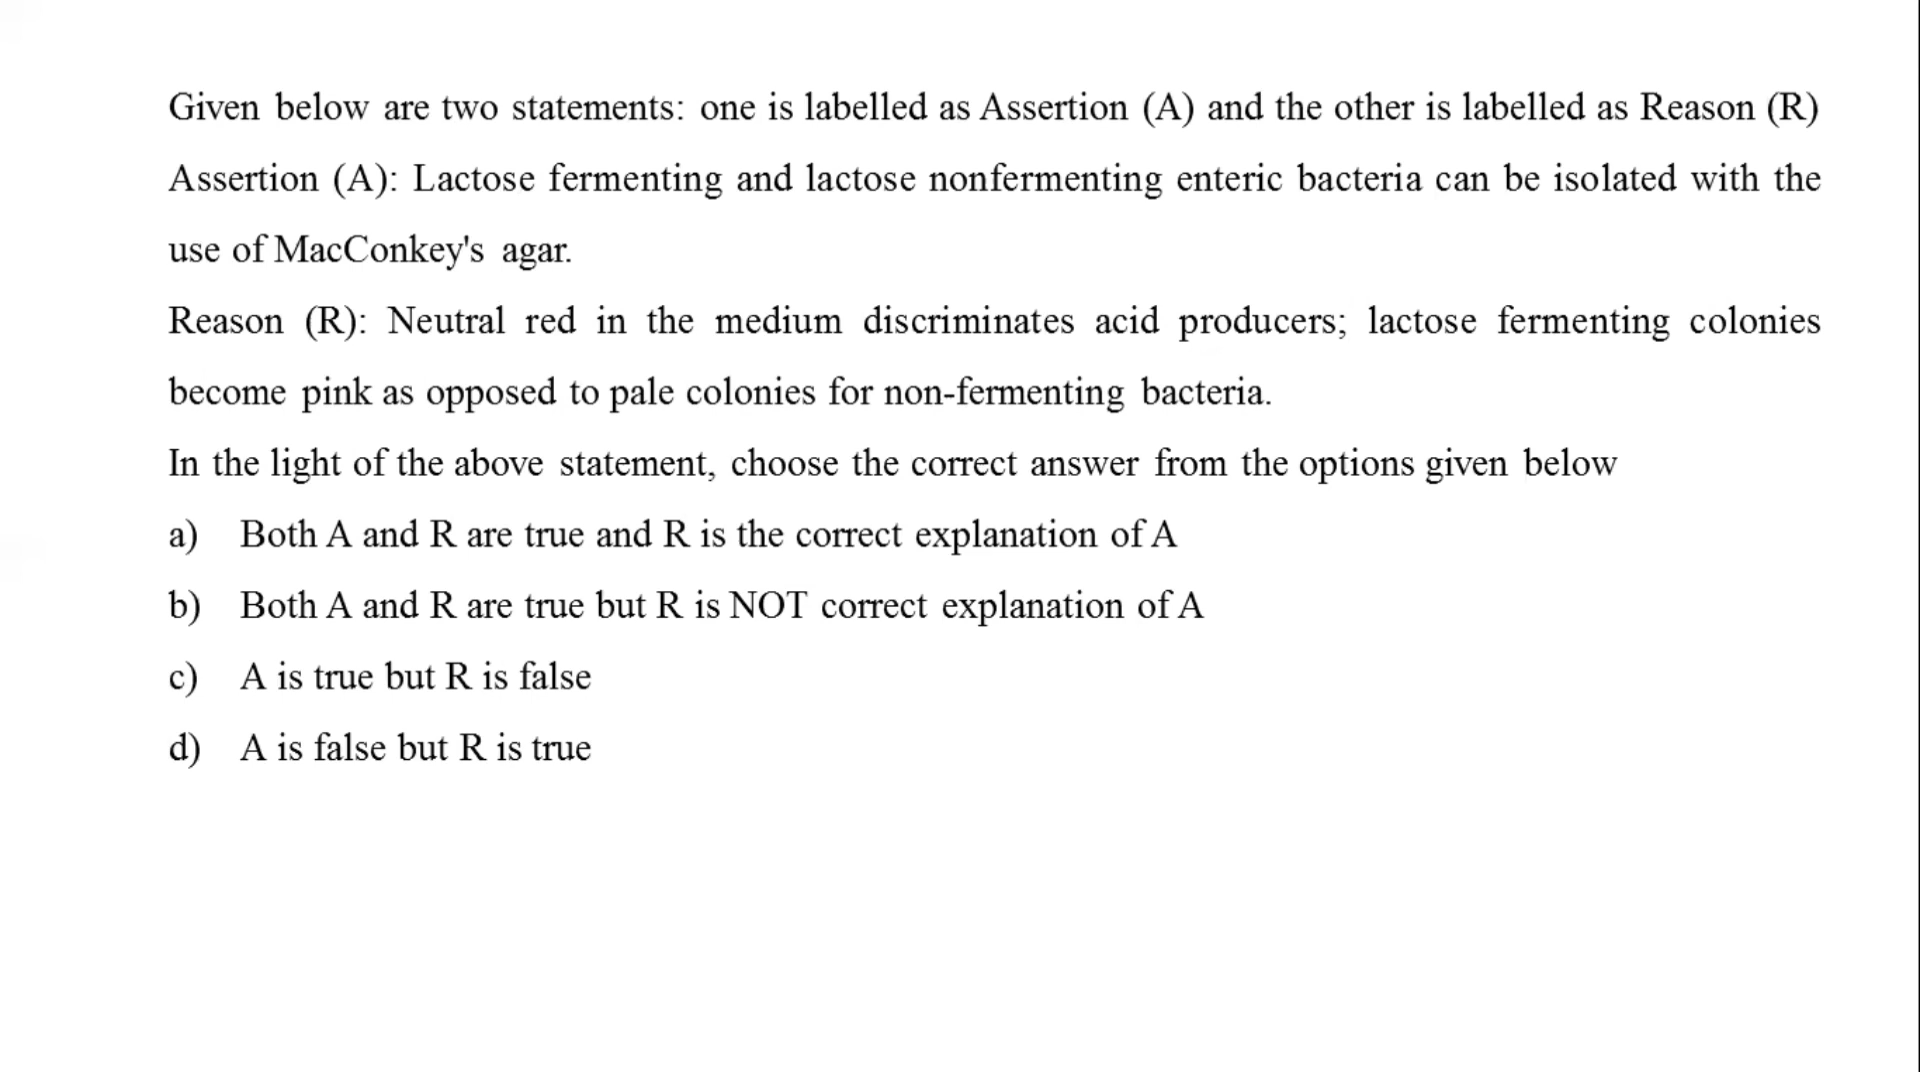 Given below are two statements: one is labelled as Assertion (A) and the other is labelled as Reason (R)
Assertion (A): Lactose fermenting and lactose nonfermenting enteric bacteria can be isolated with the
use of MacConkey's agar.
Reason (R): Neutral red in the medium discriminates acid producers; lactose fermenting colonies
become pink as opposed to pale colonies for non-fermenting bacteria.
In the light of the above statement, choose the correct answer from the options given below
a) Both A and R are true and R is the correct explanation of A
b) Both A and R are true but R is NOT correct explanation of A
c) A is true but R is false
d) A is false but R is true